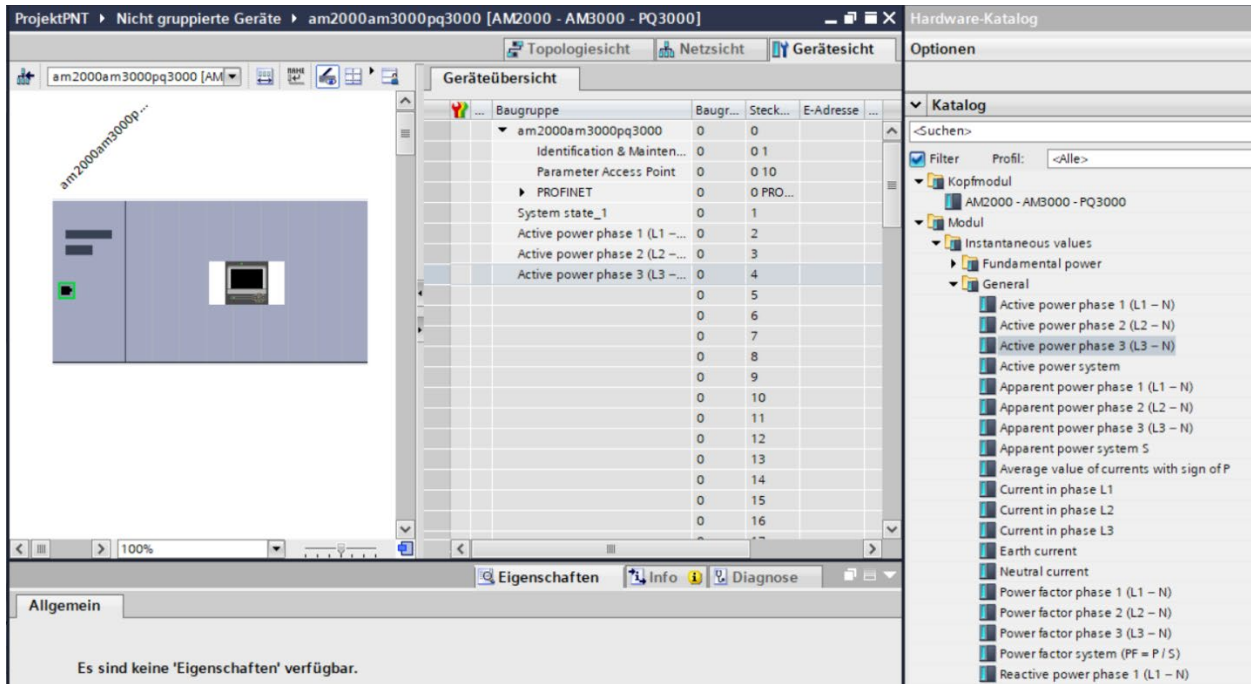 ProjektPNT ▸ Nicht gruppierte Geräte ▸ am2000am3000pq3000 [AM2000 - AM3000 - PQ3000]
Topologiesicht Netzsicht Gerätesicht
am2000am3000pq3000 [AM
am2000am3000p...
Geräteübersicht
... Baugruppe Baugr... Steck... E-Adresse ...
am2000am3000pq3000 0 0
Identification & Mainten... 0 0 1
Parameter Access Point 0 0 10
PROFINET 0 0 PRO...
System state_1 0 1
Active power phase 1 (L1 –... 0 2
Active power phase 2 (L2 –... 0 3
Active power phase 3 (L3 –... 0 4
0 5
0 6
0 7
0 8
0 9
0 10
0 11
0 12
0 13
0 14
0 15
0 16
100%
Eigenschaften Info Diagnose
Allgemein
Es sind keine 'Eigenschaften' verfügbar.
Hardware-Katalog
Optionen
Katalog
<Suchen>
Filter Profil: <Alle>
Kopfmodul
AM2000 - AM3000 - PQ3000
Modul
Instantaneous values
Fundamental power
General
Active power phase 1 (L1 – N)
Active power phase 2 (L2 – N)
Active power phase 3 (L3 – N)
Active power system
Apparent power phase 1 (L1 – N)
Apparent power phase 2 (L2 – N)
Apparent power phase 3 (L3 – N)
Apparent power system S
Average value of currents with sign of P
Current in phase L1
Current in phase L2
Current in phase L3
Earth current
Neutral current
Power factor phase 1 (L1 – N)
Power factor phase 2 (L2 – N)
Power factor phase 3 (L3 – N)
Power factor system (PF = P / S)
Reactive power phase 1 (L1 – N)